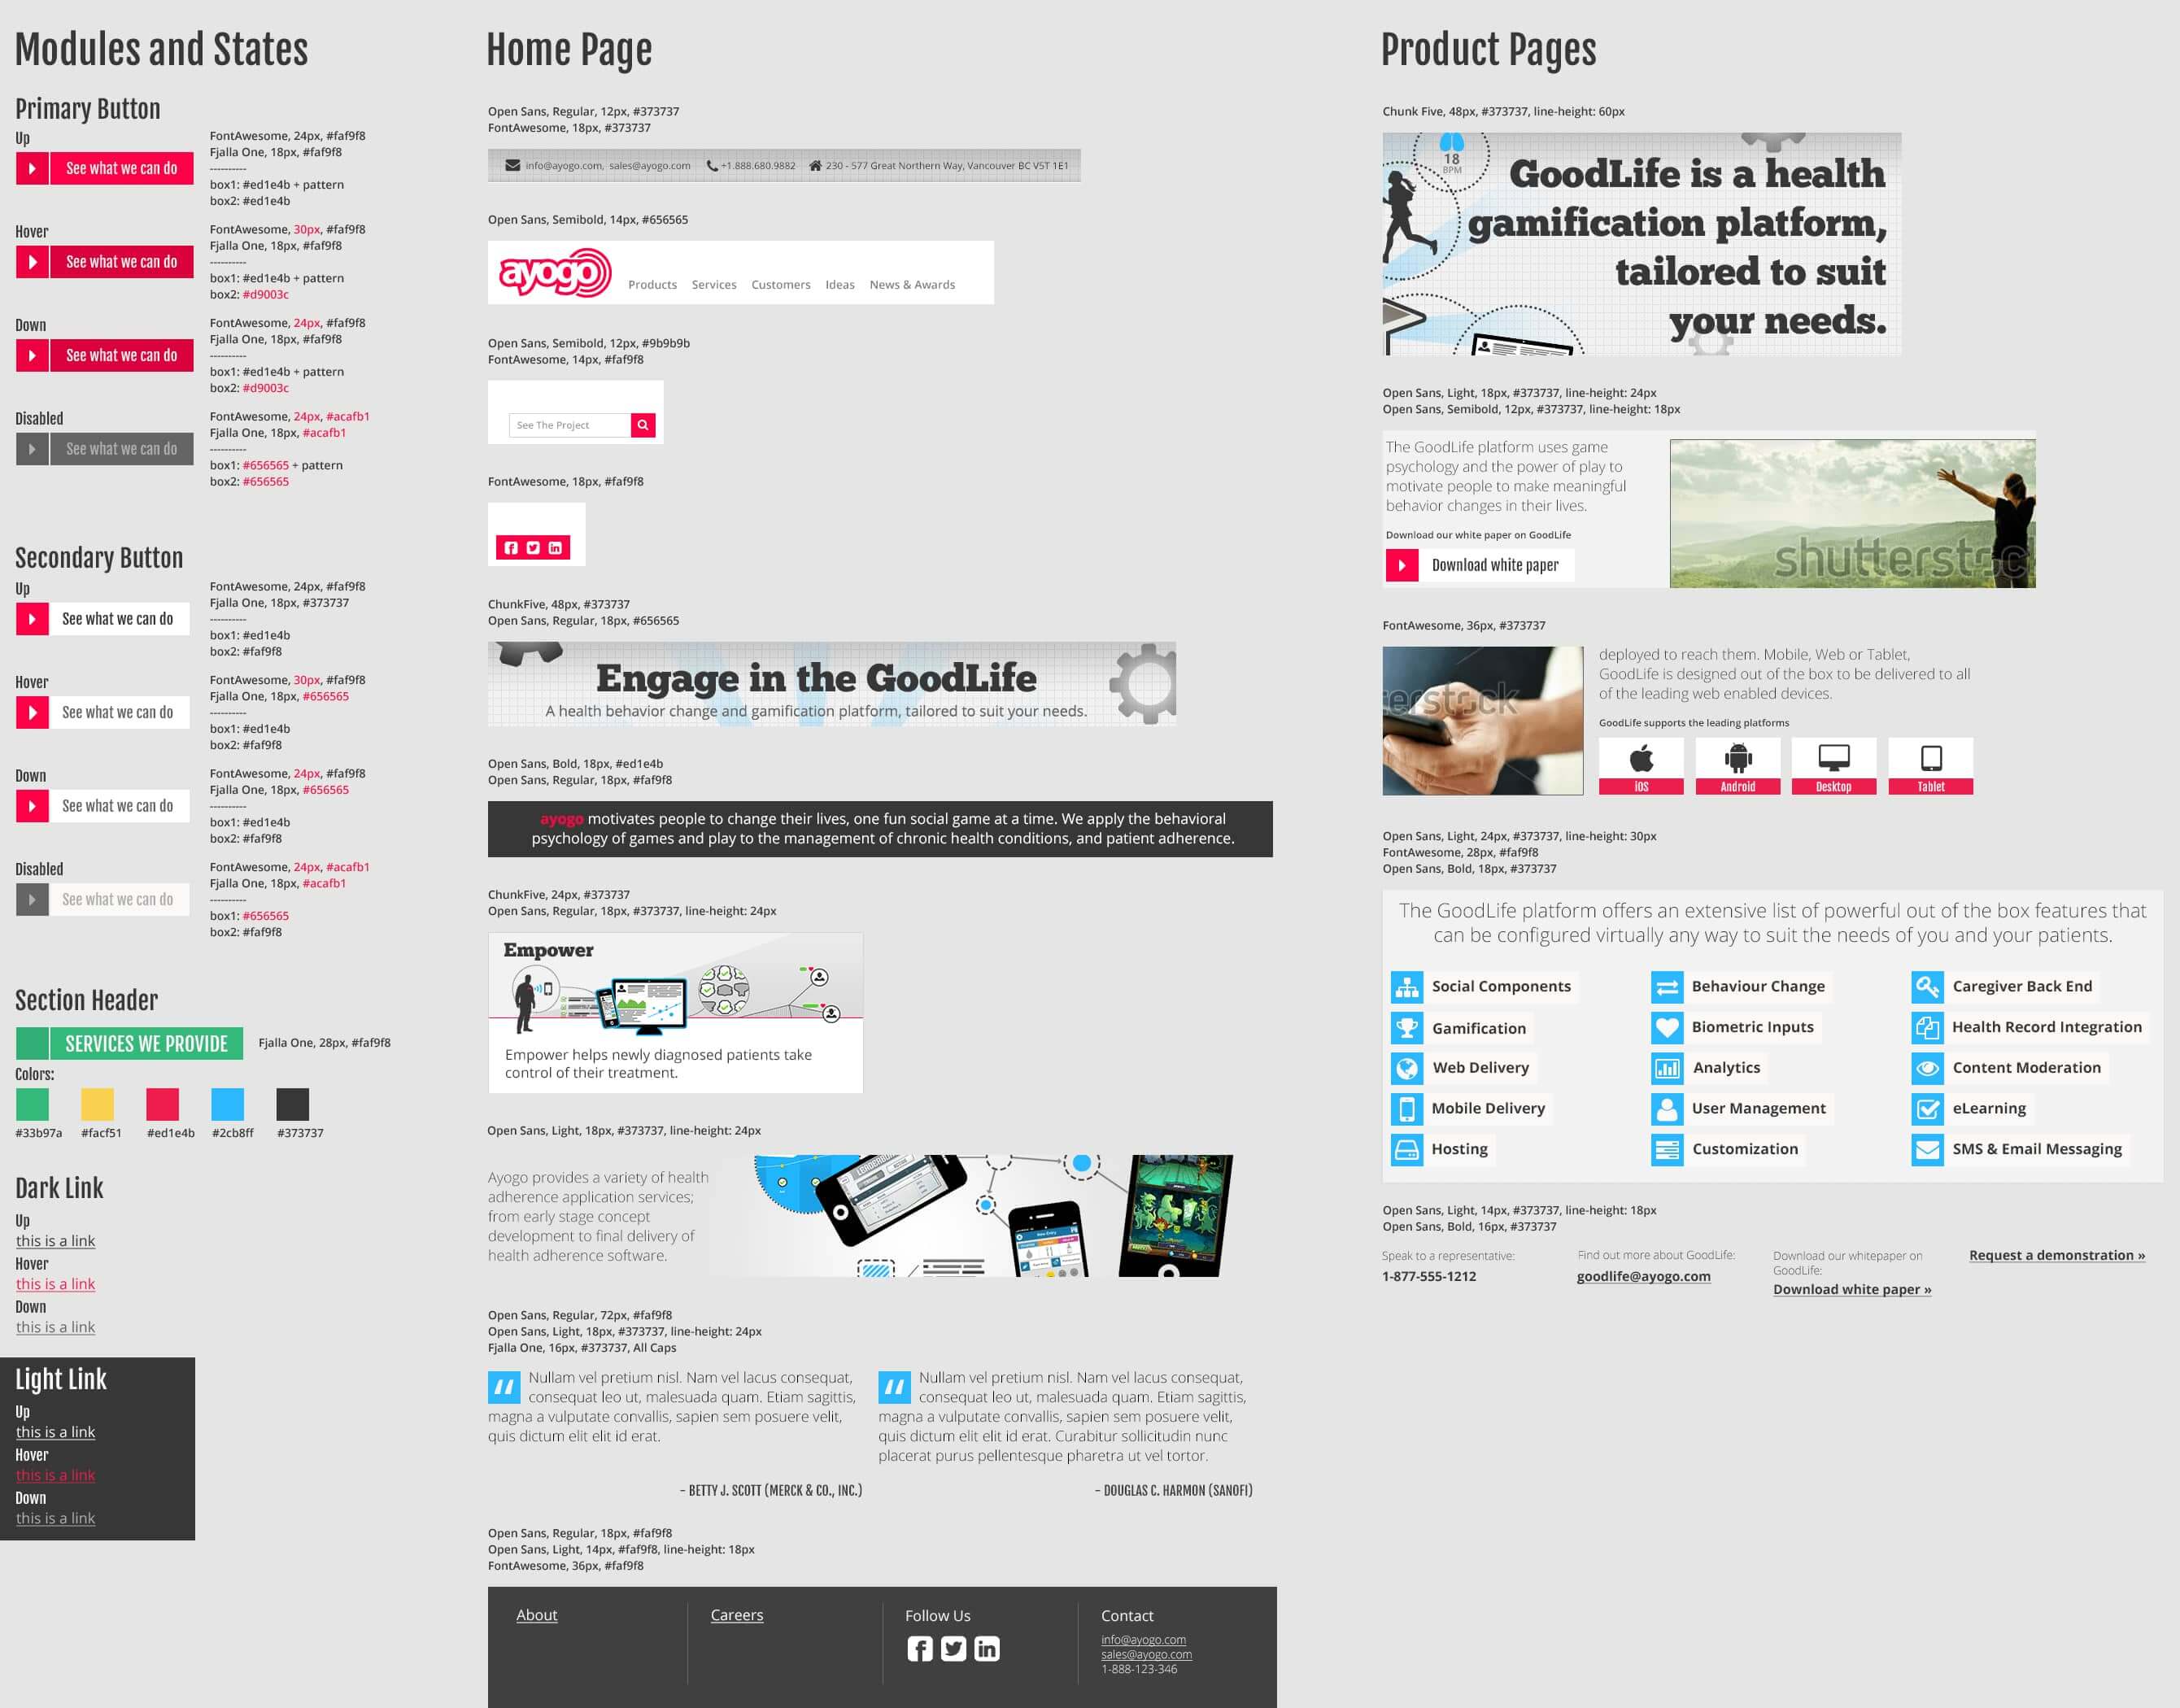 Modules and States
Primary Button
Up
See what we can do
FontAwesome, 24px, #faf9f8
Fjalla One, 18px, #faf9f8
----------
box1: #ed1e4b + pattern
box2: #ed1e4b
Hover
See what we can do
FontAwesome, 30px, #faf9f8
Fjalla One, 18px, #faf9f8
----------
box1: #ed1e4b + pattern
box2: #d9003c
Down
See what we can do
FontAwesome, 24px, #faf9f8
Fjalla One, 18px, #faf9f8
----------
box1: #ed1e4b + pattern
box2: #d9003c
Disabled
See what we can do
FontAwesome, 24px, #acafb1
Fjalla One, 18px, #acafb1
----------
box1: #656565 + pattern
box2: #656565
Secondary Button
Up
See what we can do
FontAwesome, 24px, #faf9f8
Fjalla One, 18px, #373737
----------
box1: #ed1e4b
box2: #faf9f8
Hover
See what we can do
FontAwesome, 30px, #faf9f8
Fjalla One, 18px, #656565
----------
box1: #ed1e4b
box2: #faf9f8
Down
See what we can do
FontAwesome, 24px, #faf9f8
Fjalla One, 18px, #656565
----------
box1: #ed1e4b
box2: #faf9f8
Disabled
See what we can do
FontAwesome, 24px, #acafb1
Fjalla One, 18px, #acafb1
----------
box1: #656565
box2: #faf9f8
Section Header
SERVICES WE PROVIDE
Fjalla One, 28px, #faf9f8
Colors:
#33b97a #facf51 #ed1e4b #2cb8ff #373737
Dark Link
Up
this is a link
Hover
this is a link
Down
this is a link
Light Link
Up
this is a link
Hover
this is a link
Down
this is a link
Home Page
Open Sans, Regular, 12px, #373737
FontAwesome, 18px, #373737
info@ayogo.com, sales@ayogo.com +1.888.680.9882 230 - 577 Great Northern Way, Vancouver BC V5T 1E1
Open Sans, Semibold, 14px, #656565
ayogo
Products Services Customers Ideas News & Awards
Open Sans, Semibold, 12px, #9b9b9b
FontAwesome, 14px, #faf9f8
See The Project
FontAwesome, 18px, #faf9f8
ChunkFive, 48px, #373737
Open Sans, Regular, 18px, #656565
Engage in the GoodLife
A health behavior change and gamification platform, tailored to suit your needs.
Open Sans, Bold, 18px, #ed1e4b
Open Sans, Regular, 18px, #faf9f8
ayogo motivates people to change their lives, one fun social game at a time. We apply the behavioral
psychology of games and play to the management of chronic health conditions, and patient adherence.
ChunkFive, 24px, #373737
Open Sans, Regular, 18px, #373737, line-height: 24px
Empower
Empower helps newly diagnosed patients take
control of their treatment.
Open Sans, Light, 18px, #373737, line-height: 24px
Ayogo provides a variety of health
adherence application services;
from early stage concept
development to final delivery of
health adherence software.
Open Sans, Regular, 72px, #faf9f8
Open Sans, Light, 18px, #373737, line-height: 24px
Fjalla One, 16px, #373737, All Caps
Nullam vel pretium nisl. Nam vel lacus consequat,
consequat leo ut, malesuada quam. Etiam sagittis,
magna a vulputate convallis, sapien sem posuere velit,
quis dictum elit elit id erat.
– BETTY J. SCOTT (MERCK & CO., INC.)
Nullam vel pretium nisl. Nam vel lacus consequat,
consequat leo ut, malesuada quam. Etiam sagittis,
magna a vulputate convallis, sapien sem posuere velit,
quis dictum elit elit id erat. Curabitur sollicitudin nunc
placerat purus pellentesque pharetra ut vel tortor.
– DOUGLAS C. HARMON (SANOFI)
Open Sans, Regular, 18px, #faf9f8
Open Sans, Light, 14px, #faf9f8, line-height: 18px
FontAwesome, 36px, #faf9f8
About
Careers
Follow Us
Contact
info@ayogo.com
sales@ayogo.com
1-888-123-346
Product Pages
Chunk Five, 48px, #373737, line-height: 60px
18
BPM
GoodLife is a health
gamification platform,
tailored to suit
your needs.
Open Sans, Light, 18px, #373737, line-height: 24px
Open Sans, Semibold, 12px, #373737, line-height: 18px
The GoodLife platform uses game
psychology and the power of play to
motivate people to make meaningful
behavior changes in their lives.
Download our white paper on GoodLife
Download white paper
shutterstock
FontAwesome, 36px, #373737
erstock
deployed to reach them. Mobile, Web or Tablet,
GoodLife is designed out of the box to be delivered to all
of the leading web enabled devices.
GoodLife supports the leading platforms
iOS Android Desktop Tablet
Open Sans, Light, 24px, #373737, line-height: 30px
FontAwesome, 28px, #faf9f8
Open Sans, Bold, 18px, #373737
The GoodLife platform offers an extensive list of powerful out of the box features that
can be configured virtually any way to suit the needs of you and your patients.
Social Components Behaviour Change Caregiver Back End
Gamification Biometric Inputs Health Record Integration
Web Delivery Analytics Content Moderation
Mobile Delivery User Management eLearning
Hosting Customization SMS & Email Messaging
Open Sans, Light, 14px, #373737, line-height: 18px
Open Sans, Bold, 16px, #373737
Speak to a representative:
1-877-555-1212
Find out more about GoodLife:
goodlife@ayogo.com
Download our whitepaper on
GoodLife:
Download white paper »
Request a demonstration »